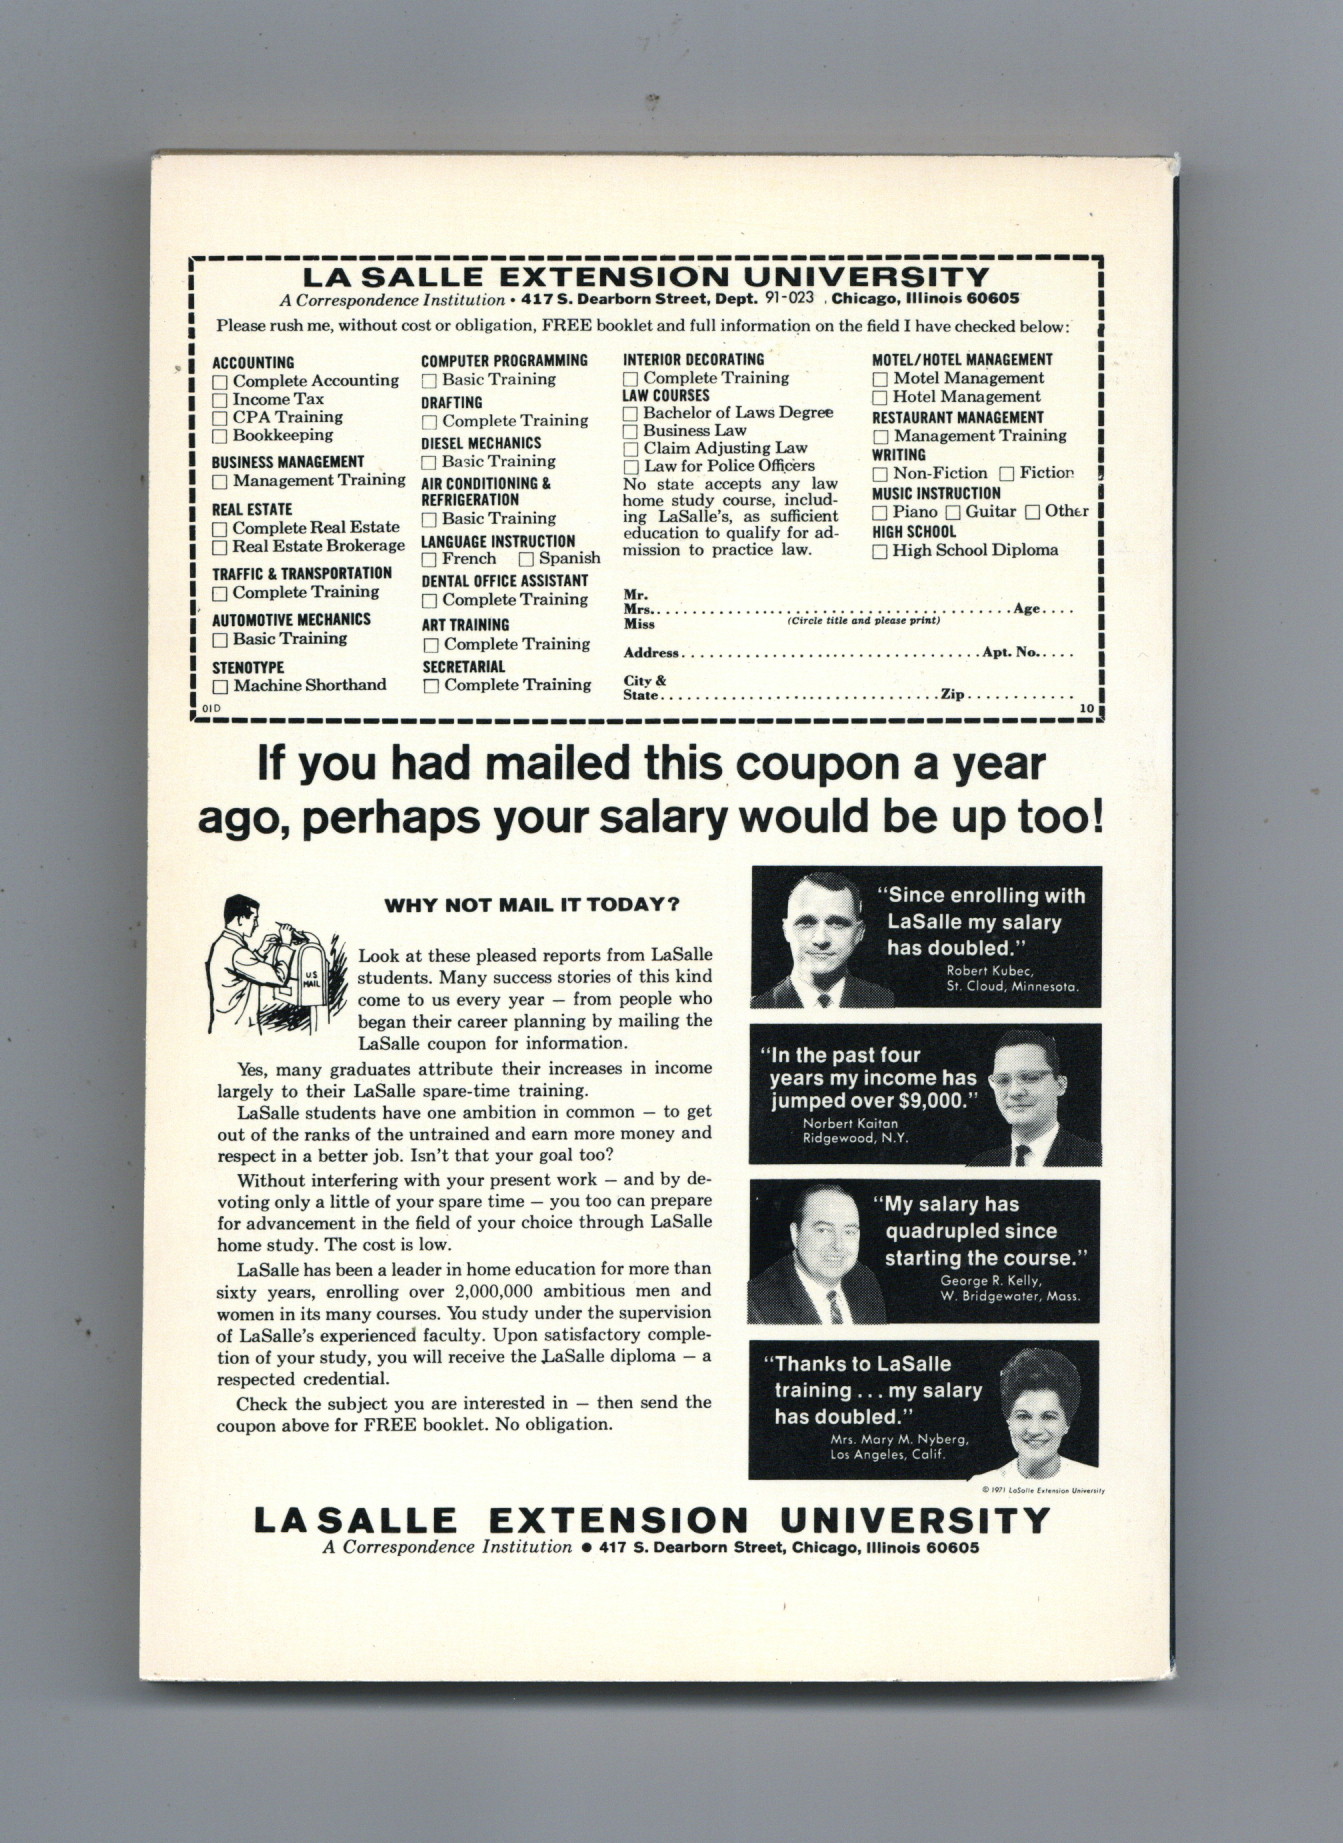 LA SALLE EXTENSION UNIVERSITY
A Correspondence Institution • 417 S. Dearborn Street, Dept. 91-023 , Chicago, Illinois 60605
Please rush me, without cost or obligation, FREE booklet and full information on the field I have checked below:
ACCOUNTING
Complete Accounting
Income Tax
CPA Training
Bookkeeping
BUSINESS MANAGEMENT
Management Training
REAL ESTATE
Complete Real Estate
Real Estate Brokerage
TRAFFIC & TRANSPORTATION
Complete Training
AUTOMOTIVE MECHANICS
Basic Training
STENOTYPE
Machine Shorthand
01D
COMPUTER PROGRAMMING
Basic Training
DRAFTING
Complete Training
DIESEL MECHANICS
Basic Training
AIR CONDITIONING &
REFRIGERATION
Basic Training
LANGUAGE INSTRUCTION
French Spanish
DENTAL OFFICE ASSISTANT
Complete Training
ART TRAINING
Complete Training
SECRETARIAL
Complete Training
INTERIOR DECORATING
Complete Training
LAW COURSES
Bachelor of Laws Degree
Business Law
Claim Adjusting Law
Law for Police Officers
No state accepts any law
home study course, includ-
ing LaSalle's, as sufficient
education to qualify for ad-
mission to practice law.
MOTEL/HOTEL MANAGEMENT
Motel Management
Hotel Management
RESTAURANT MANAGEMENT
Management Training
WRITING
Non-Fiction Fiction
MUSIC INSTRUCTION
Piano Guitar Other
HIGH SCHOOL
High School Diploma
Mr.
Mrs. Age
Miss (Circle title and please print)
Address Apt. No.
City &
State Zip
10
If you had mailed this coupon a year
ago, perhaps your salary would be up too!
WHY NOT MAIL IT TODAY?
U.S
MAIL
Look at these pleased reports from LaSalle
students. Many success stories of this kind
come to us every year — from people who
began their career planning by mailing the
LaSalle coupon for information.
Yes, many graduates attribute their increases in income
largely to their LaSalle spare-time training.
LaSalle students have one ambition in common — to get
out of the ranks of the untrained and earn more money and
respect in a better job. Isn't that your goal too?
Without interfering with your present work — and by de-
voting only a little of your spare time — you too can prepare
for advancement in the field of your choice through LaSalle
home study. The cost is low.
LaSalle has been a leader in home education for more than
sixty years, enrolling over 2,000,000 ambitious men and
women in its many courses. You study under the supervision
of LaSalle's experienced faculty. Upon satisfactory comple-
tion of your study, you will receive the LaSalle diploma — a
respected credential.
Check the subject you are interested in — then send the
coupon above for FREE booklet. No obligation.
"Since enrolling with
LaSalle my salary
has doubled."
Robert Kubec,
St. Cloud, Minnesota.
"In the past four
years my income has
jumped over $9,000."
Norbert Kaitan
Ridgewood, N.Y.
"My salary has
quadrupled since
starting the course."
George R. Kelly,
W. Bridgewater, Mass.
"Thanks to LaSalle
training . . . my salary
has doubled."
Mrs. Mary M. Nyberg,
Los Angeles, Calif.
© 1971 LaSalle Extension University
LA SALLE EXTENSION UNIVERSITY
A Correspondence Institution • 417 S. Dearborn Street, Chicago, Illinois 60605